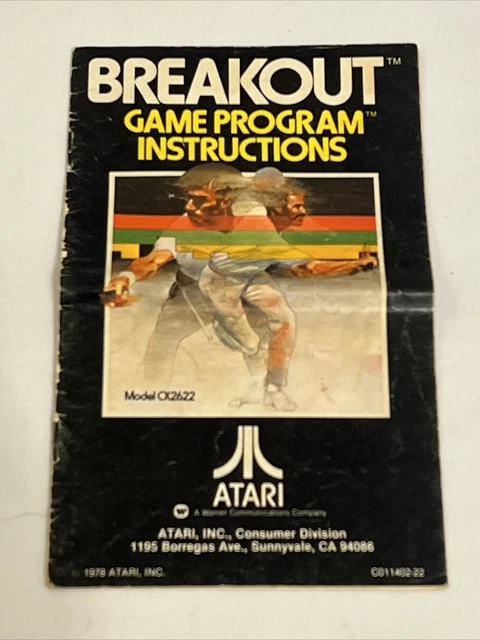 BREAKOUT™
GAME PROGRAM™
INSTRUCTIONS
Model CX2622
ATARI
A Warner Communications Company
ATARI, INC., Consumer Division
1195 Borregas Ave., Sunnyvale, CA 94086
© 1978 ATARI, INC.
C011402-22